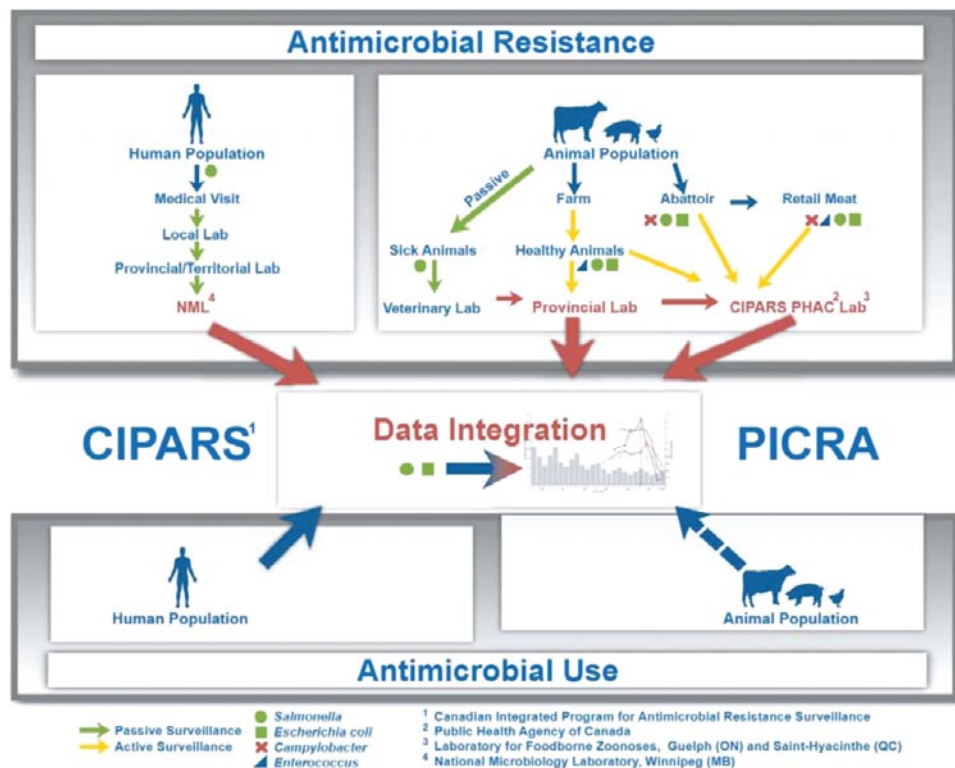 Antimicrobial Resistance
Human Population
Medical Visit
Local Lab
Provincial/Territorial Lab
NML4
Animal Population
Passive
Farm
Abattoir
Retail Meat
Sick Animals
Healthy Animals
Veterinary Lab
Provincial Lab
CIPARS PHAC2 Lab3
CIPARS1
Data Integration
PICRA
Human Population
Animal Population
Antimicrobial Use
Passive Surveillance
Active Surveillance
Salmonella
Escherichia coli
Campylobacter
Enterococcus
1 Canadian Integrated Program for Antimicrobial Resistance Surveillance
2 Public Health Agency of Canada
3 Laboratory for Foodborne Zoonoses, Guelph (ON) and Saint-Hyacinthe (QC)
4 National Microbiology Laboratory, Winnipeg (MB)